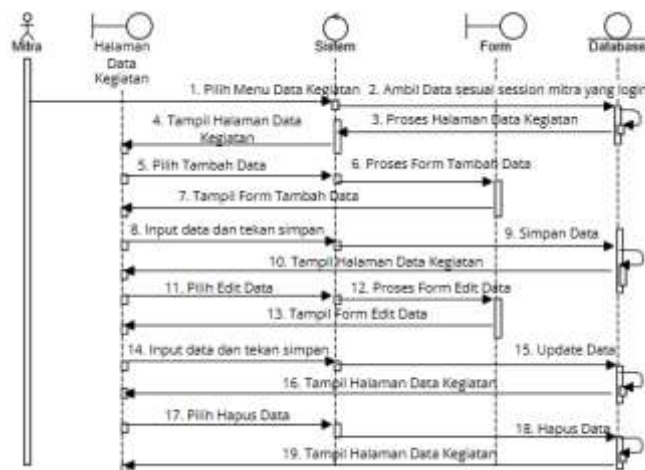 Mitra
Halaman
Data
Kegiatan
Sistem
Form
Database
1. Pilih Menu Data Kegiatan
2. Ambil Data sesuai session mitra yang login
3. Proses Halaman Data Kegiatan
4. Tampil Halaman Data
Kegiatan
5. Pilih Tambah Data
6. Proses Form Tambah Data
7. Tampil Form Tambah Data
8. Input data dan tekan simpan
9. Simpan Data
10. Tampil Halaman Data Kegiatan
11. Pilih Edit Data
12. Proses Form Edit Data
13. Tampil Form Edit Data
14. Input data dan tekan simpan
15. Update Data
16. Tampil Halaman Data Kegiatan
17. Pilih Hapus Data
18. Hapus Data
19. Tampil Halaman Data Kegiatan